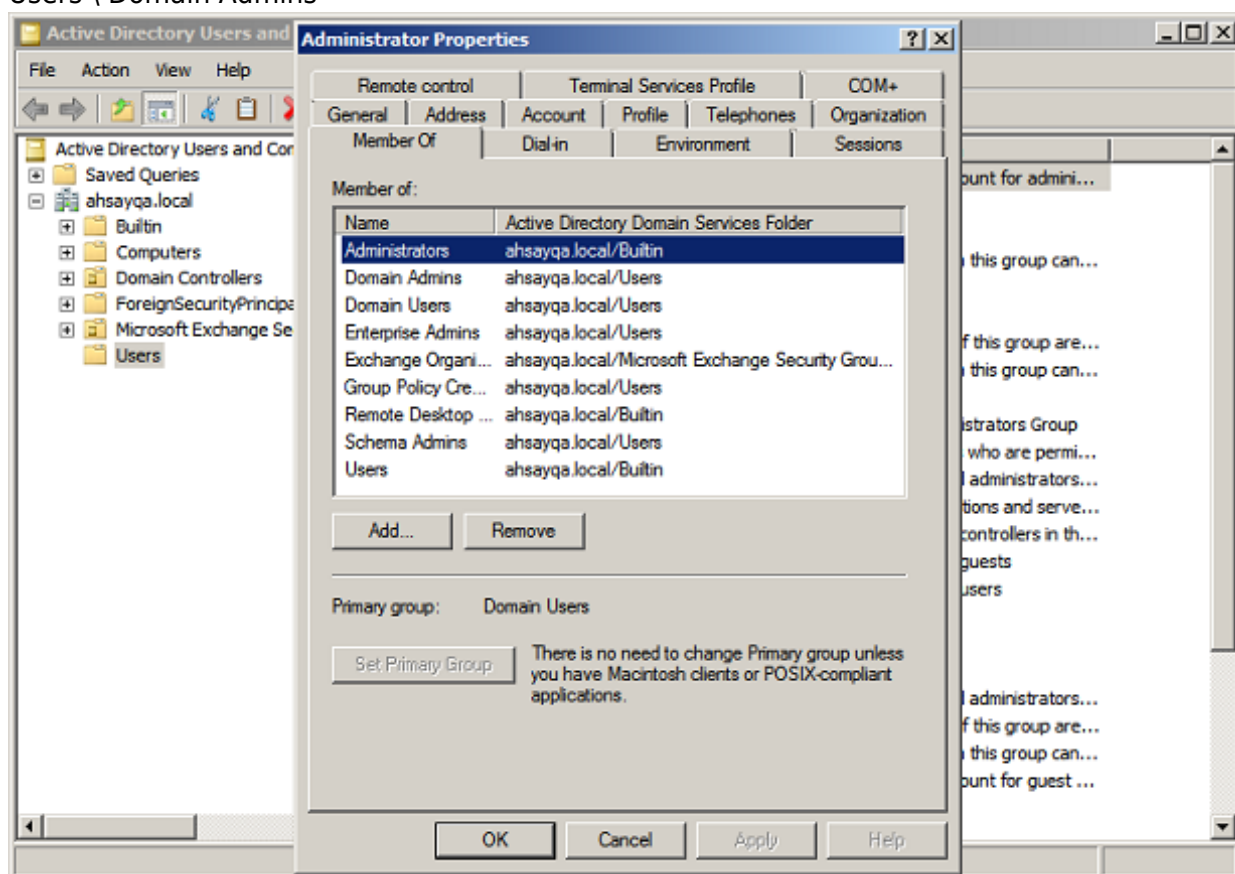 Users \ Domain Admins
Active Directory Users and
Administrator Properties
File Action View Help
Remote control Terminal Services Profile COM+
General Address Account Profile Telephones Organization
Member Of Dial-in Environment Sessions
Active Directory Users and Con
Saved Queries
ahsayqa.local
Builtin
Computers
Domain Controllers
ForeignSecurityPrincipa
Microsoft Exchange Se
Users
Member of:
Name Active Directory Domain Services Folder
Administrators ahsayqa.local/Builtin
Domain Admins ahsayqa.local/Users
Domain Users ahsayqa.local/Users
Enterprise Admins ahsayqa.local/Users
Exchange Organi... ahsayqa.local/Microsoft Exchange Security Grou...
Group Policy Cre... ahsayqa.local/Users
Remote Desktop ... ahsayqa.local/Builtin
Schema Admins ahsayqa.local/Users
Users ahsayqa.local/Builtin
Add... Remove
Primary group: Domain Users
Set Primary Group
There is no need to change Primary group unless
you have Macintosh clients or POSIX-compliant
applications.
OK Cancel Apply Help
ount for admini...
this group can...
f this group are...
this group can...
istrators Group
who are permi...
administrators...
tions and serve...
controllers in th...
guests
users
administrators...
f this group are...
this group can...
ount for guest ...